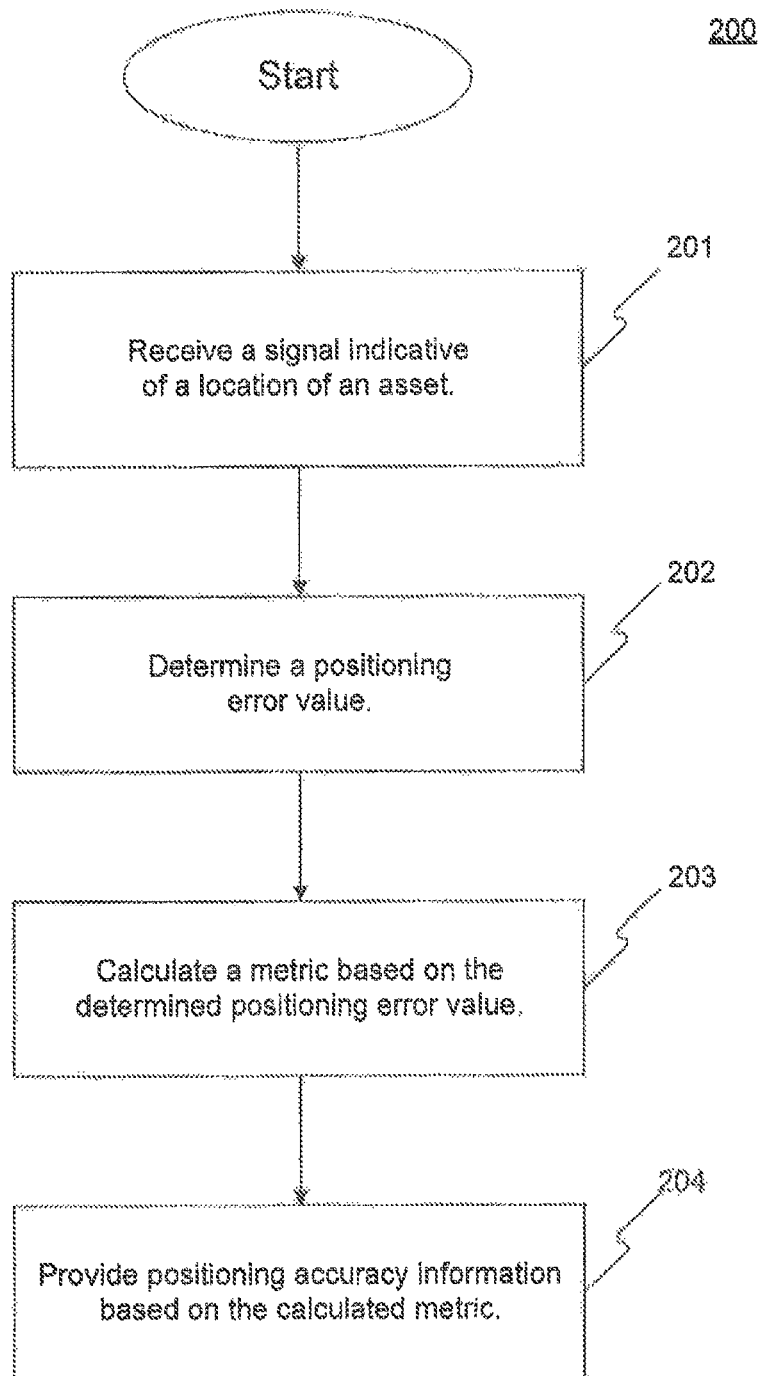 200
Start
201
Receive a signal indicative
of a location of an asset.
202
Determine a positioning
error value.
203
Calculate a metric based on the
determined positioning error value.
204
Provide positioning accuracy information
based on the calculated metric.